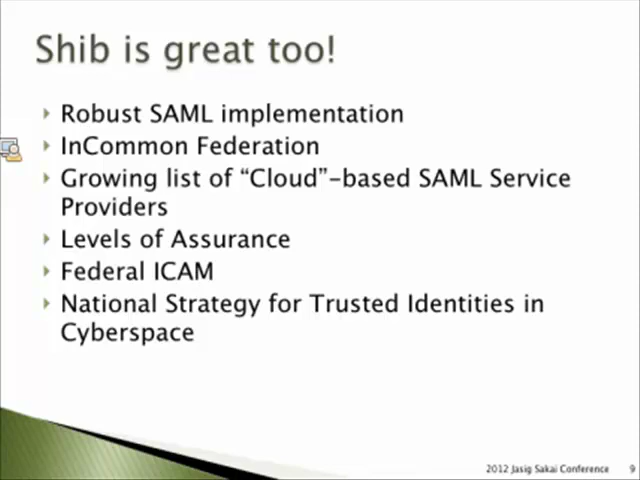 Shib is great too!
Robust SAML implementation
InCommon Federation
Growing list of “Cloud”-based SAML Service
Providers
Levels of Assurance
Federal ICAM
National Strategy for Trusted Identities in
Cyberspace
2012 Jasig Sakai Conference 9